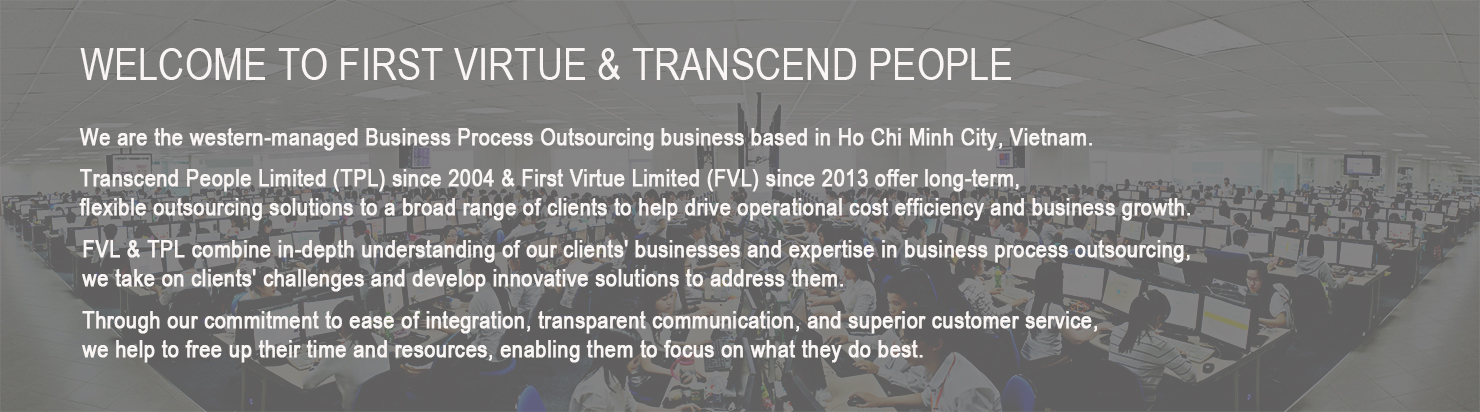 WELCOME TO FIRST VIRTUE & TRANSCEND PEOPLE
We are the western-managed Business Process Outsourcing business based in Ho Chi Minh City, Vietnam.
Transcend People Limited (TPL) since 2004 & First Virtue Limited (FVL) since 2013 offer long-term,
flexible outsourcing solutions to a broad range of clients to help drive operational cost efficiency and business growth.
FVL & TPL combine in-depth understanding of our clients' businesses and expertise in business process outsourcing,
we take on clients' challenges and develop innovative solutions to address them.
Through our commitment to ease of integration, transparent communication, and superior customer service,
we help to free up their time and resources, enabling them to focus on what they do best.